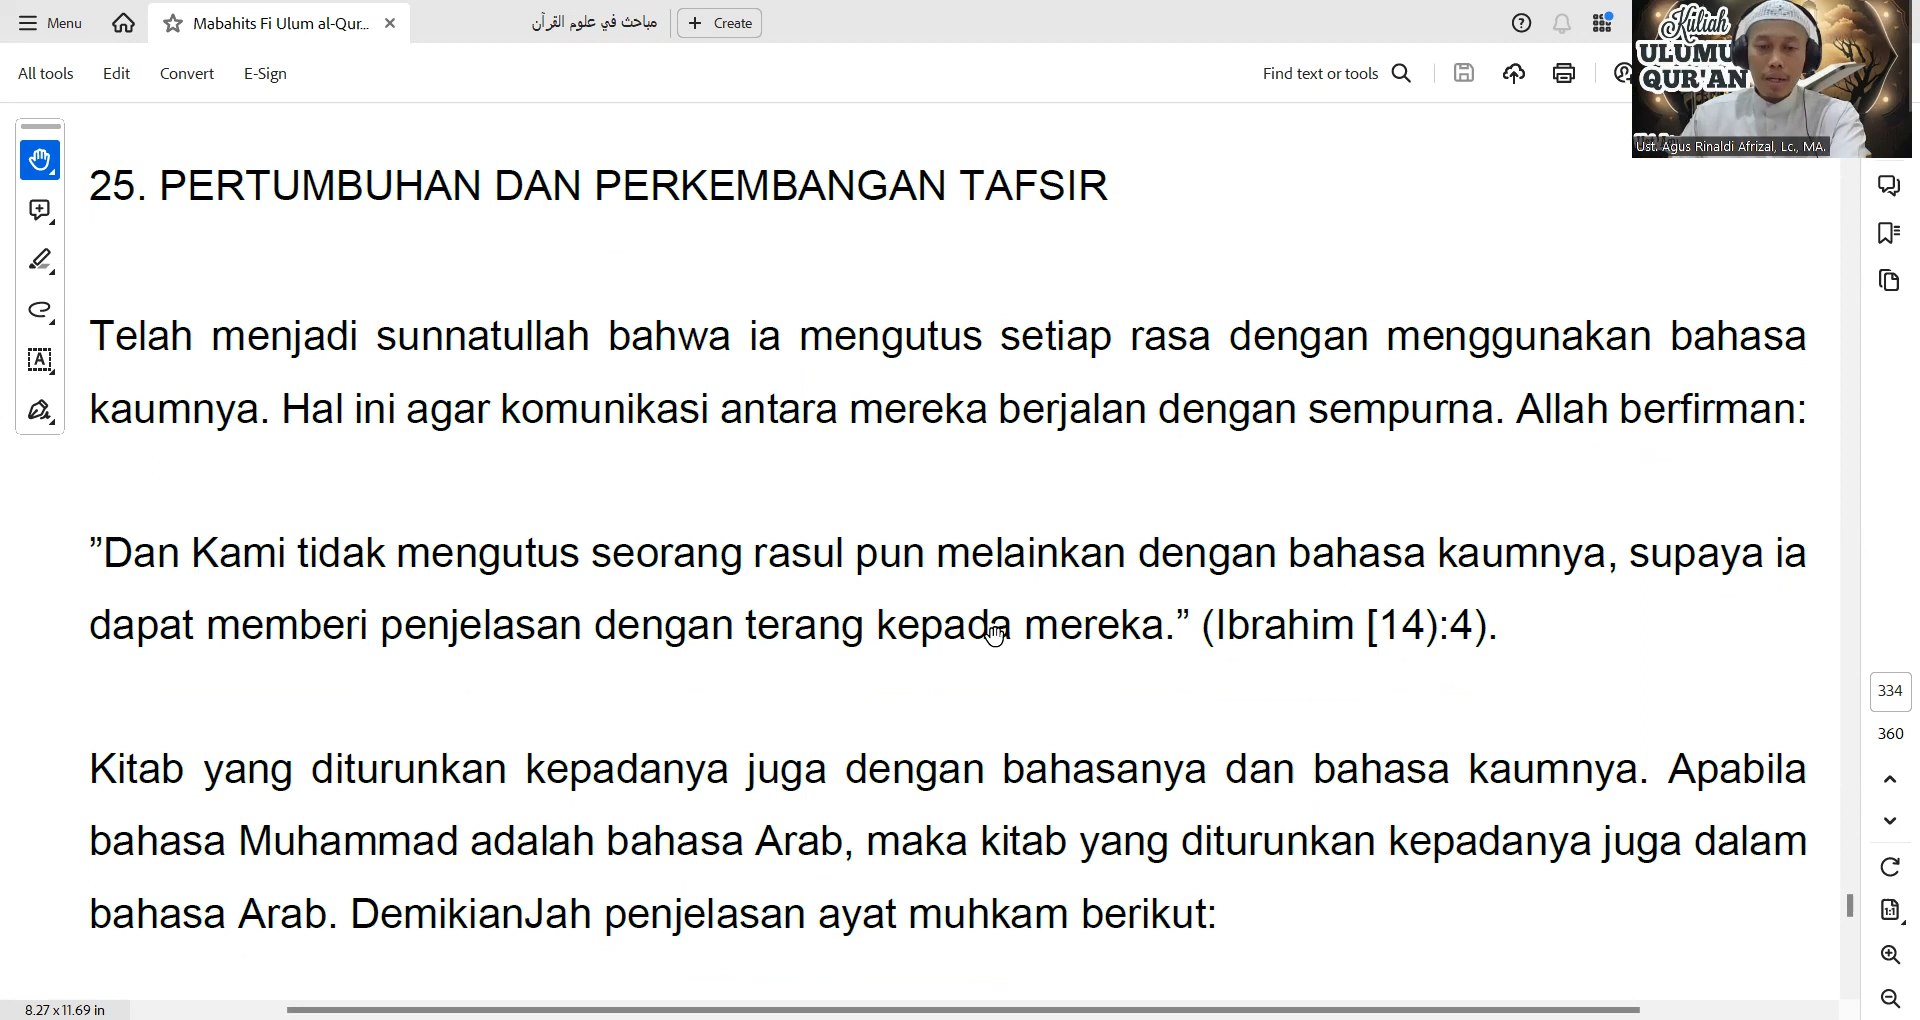 Menu
Mabahits Fi Ulum al-Qur...
مباحث في علوم القرآن
Create
All tools
Edit
Convert
E-Sign
Find text or tools
Kuliah
ULUMU
QUR'AN
Ust. Agus Rinaldi Afrizal, Lc., MA.
25. PERTUMBUHAN DAN PERKEMBANGAN TAFSIR
Telah menjadi sunnatullah bahwa ia mengutus setiap rasa dengan menggunakan bahasa
kaumnya. Hal ini agar komunikasi antara mereka berjalan dengan sempurna. Allah berfirman:
”Dan Kami tidak mengutus seorang rasul pun melainkan dengan bahasa kaumnya, supaya ia
dapat memberi penjelasan dengan terang kepada mereka.” (Ibrahim [14):4).
Kitab yang diturunkan kepadanya juga dengan bahasanya dan bahasa kaumnya. Apabila
bahasa Muhammad adalah bahasa Arab, maka kitab yang diturunkan kepadanya juga dalam
bahasa Arab. DemikianJah penjelasan ayat muhkam berikut:
334
360
8.27 x 11.69 in